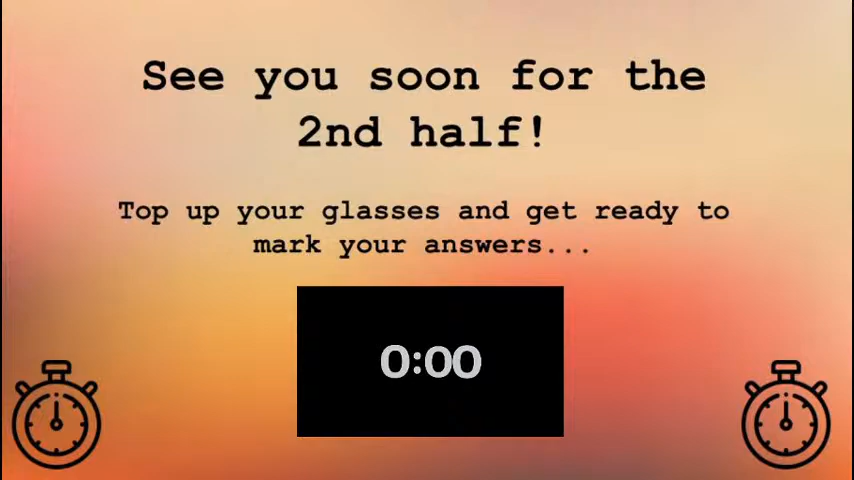 See you soon for the
2nd half!
Top up your glasses and get ready to
mark your answers...
0:00